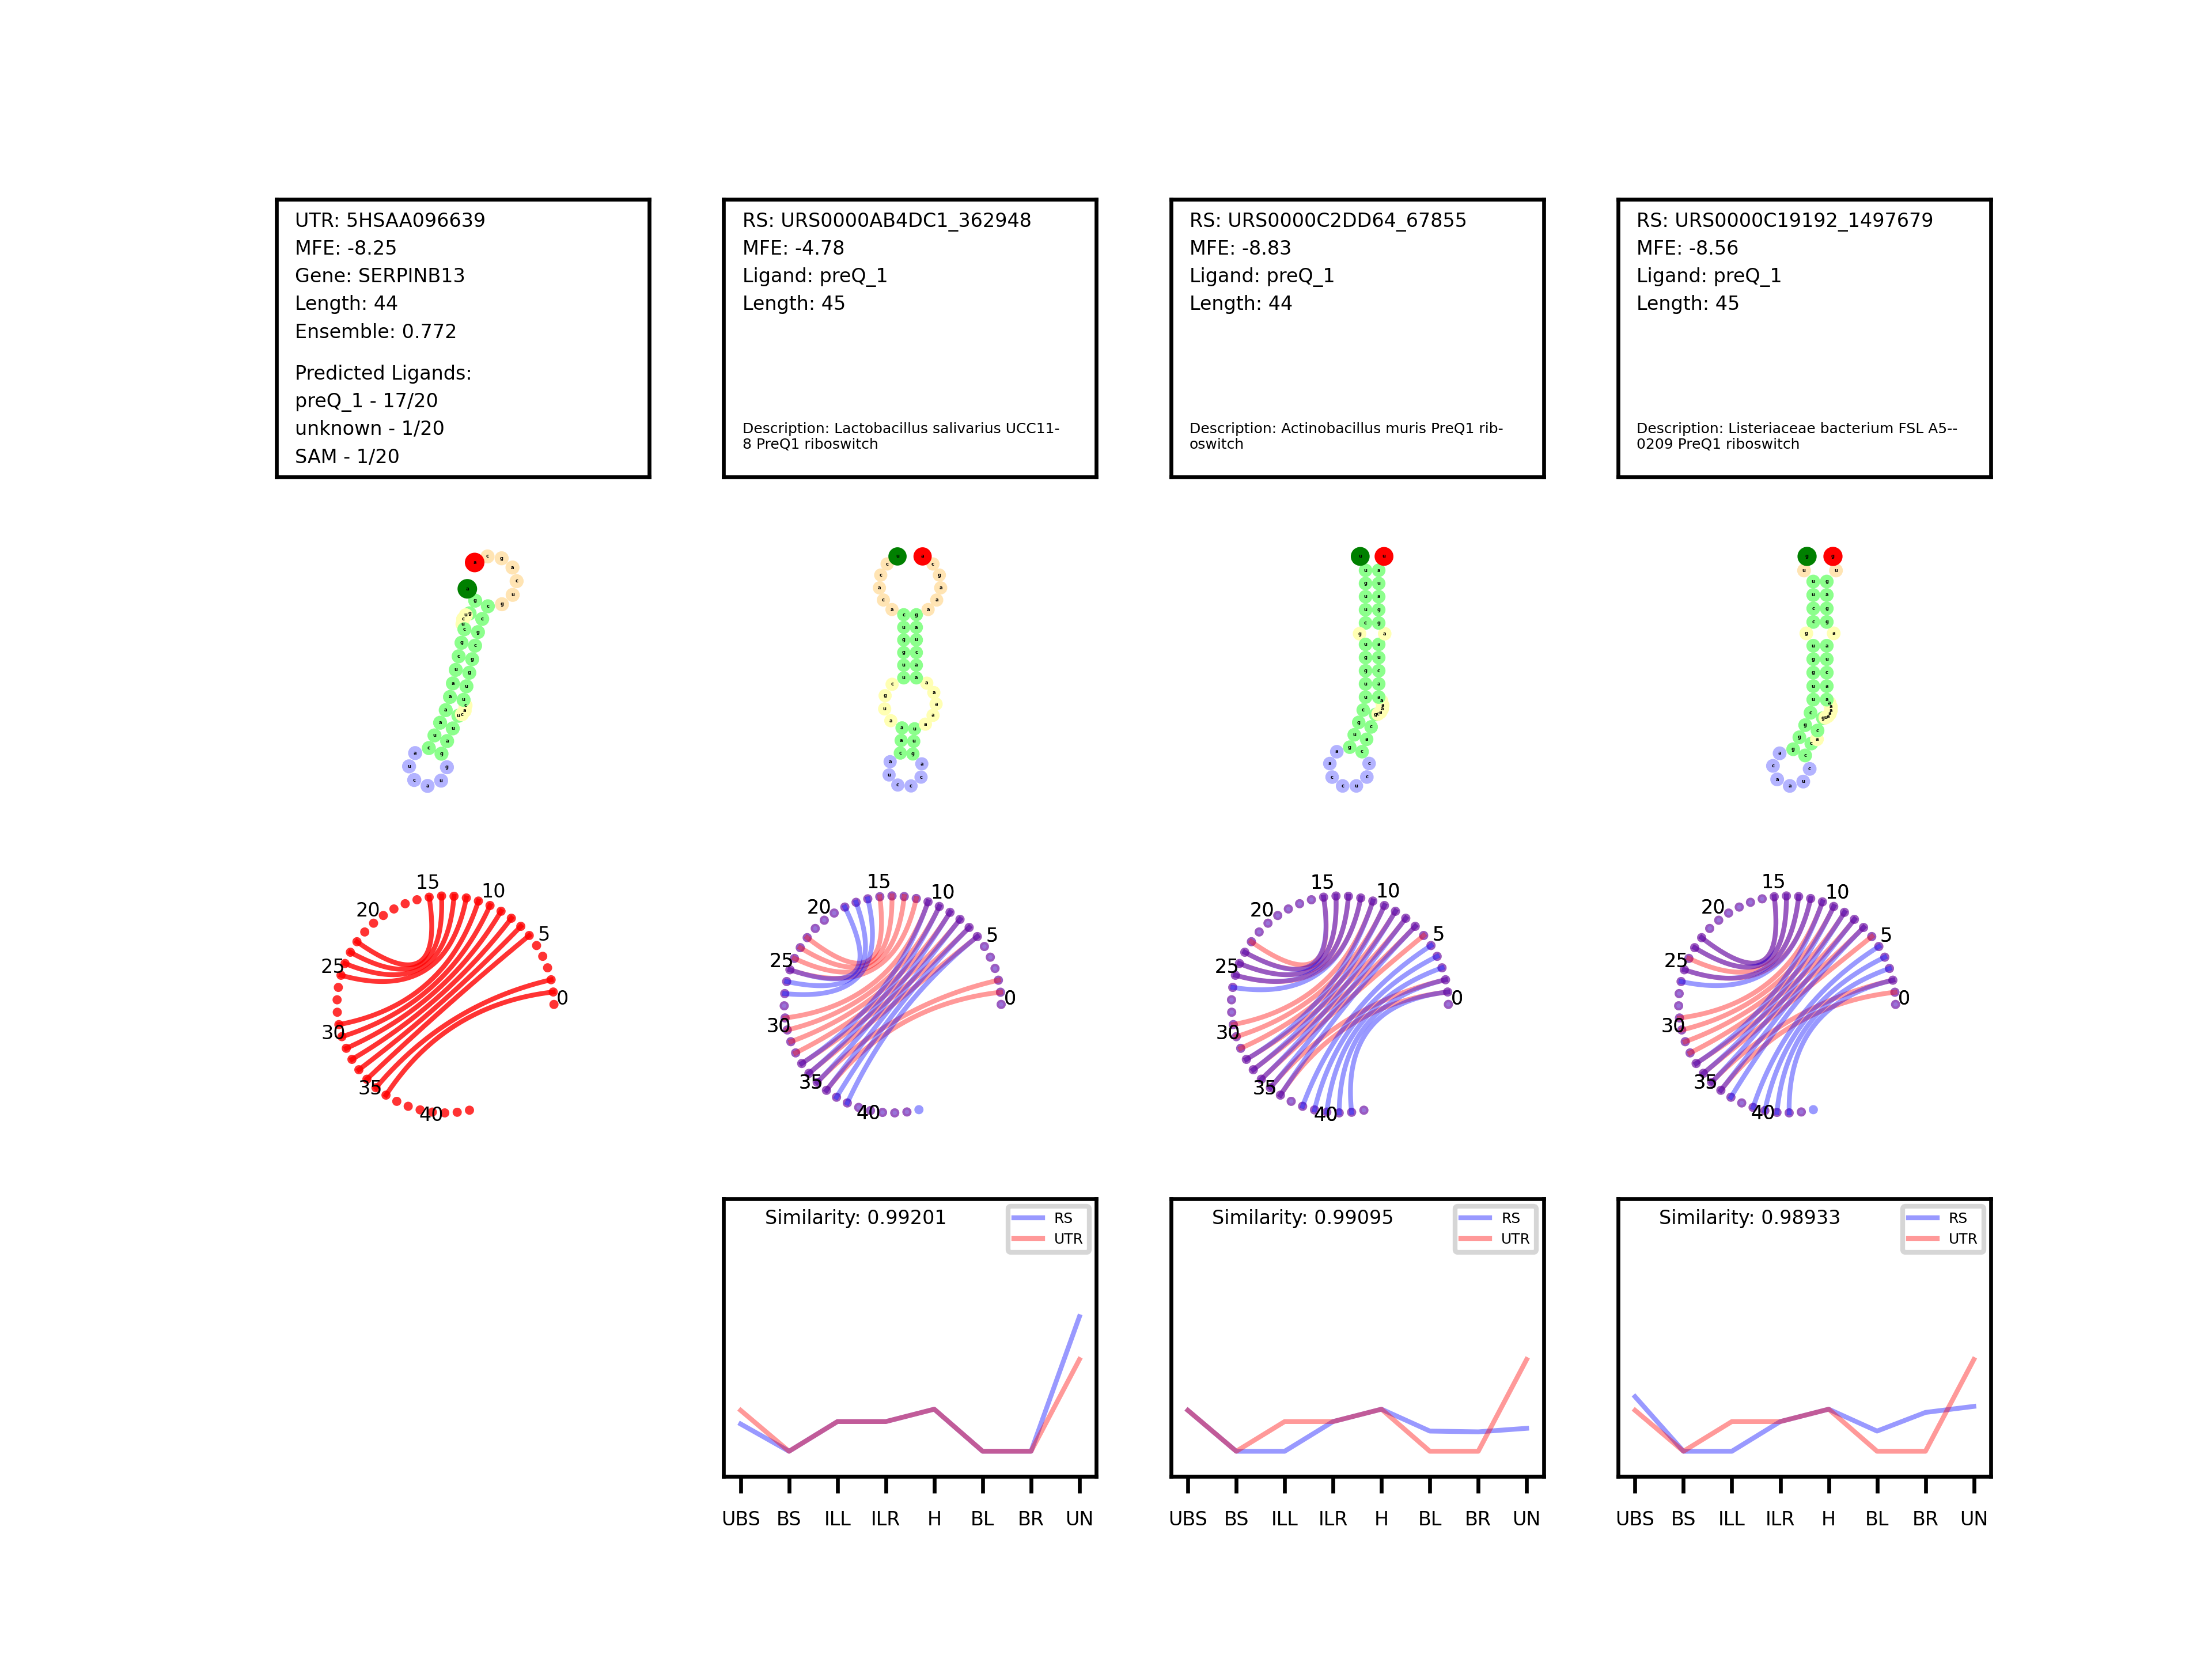 UTR: 5HSAA096639
MFE: -8.25
Gene: SERPINB13
Length: 44
Ensemble: 0.772
Predicted Ligands:
preQ_1 - 17/20
unknown - 1/20
SAM - 1/20
RS: URS0000AB4DC1_362948
MFE: -4.78
Ligand: preQ_1
Length: 45
Description: Lactobacillus salivarius UCC11-
8 PreQ1 riboswitch
RS: URS0000C2DD64_67855
MFE: -8.83
Ligand: preQ_1
Length: 44
Description: Actinobacillus muris PreQ1 rib-
oswitch
RS: URS0000C19192_1497679
MFE: -8.56
Ligand: preQ_1
Length: 45
Description: Listeriaceae bacterium FSL A5--
0209 PreQ1 riboswitch
0
5
10
15
20
25
30
35
40
0
5
10
15
20
25
30
35
40
0
5
10
15
20
25
30
35
40
0
5
10
15
20
25
30
35
40
Similarity: 0.99201
RS
UTR
UBS BS ILL ILR H BL BR UN
Similarity: 0.99095
RS
UTR
UBS BS ILL ILR H BL BR UN
Similarity: 0.98933
RS
UTR
UBS BS ILL ILR H BL BR UN